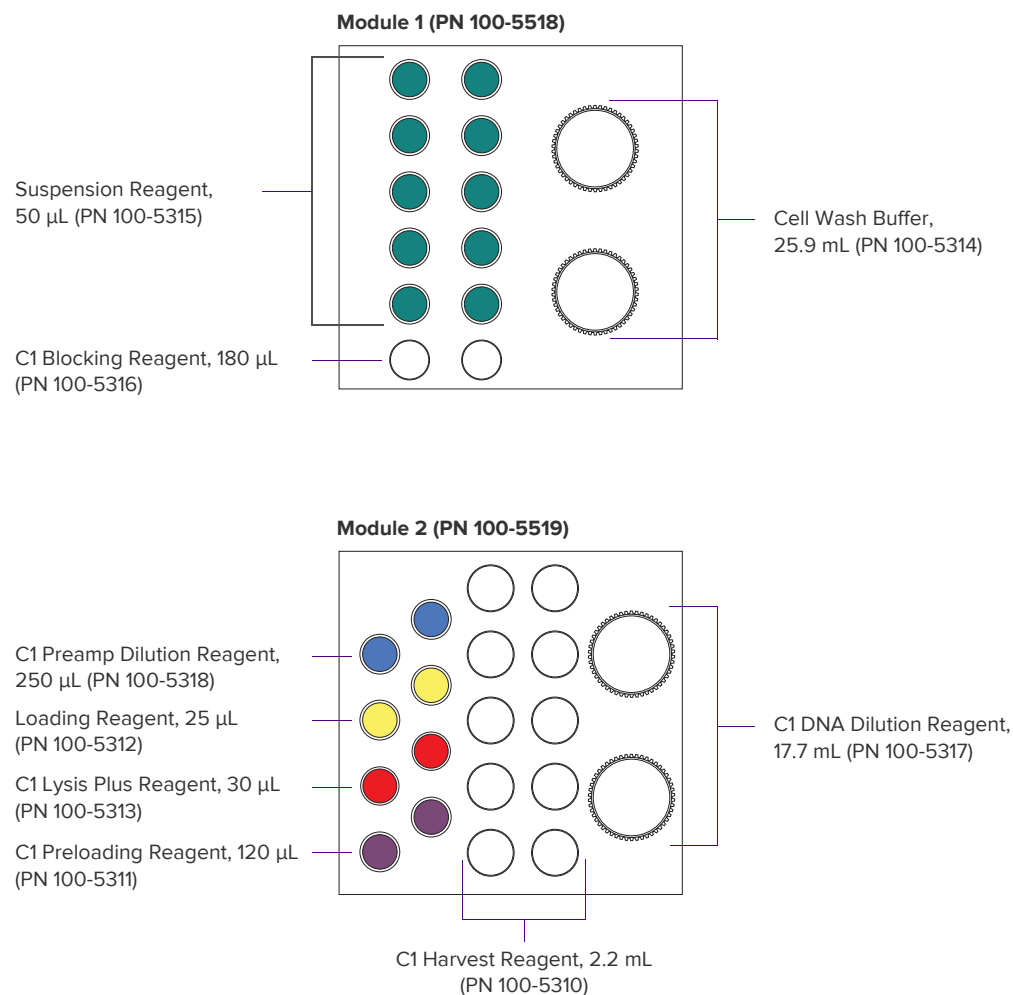 Module 1 (PN 100-5518)
Suspension Reagent,
50 µL (PN 100-5315)
Cell Wash Buffer,
25.9 mL (PN 100-5314)
C1 Blocking Reagent, 180 µL
(PN 100-5316)
Module 2 (PN 100-5519)
C1 Preamp Dilution Reagent,
250 µL (PN 100-5318)
Loading Reagent, 25 µL
(PN 100-5312)
C1 Lysis Plus Reagent, 30 µL
(PN 100-5313)
C1 Preloading Reagent, 120 µL
(PN 100-5311)
C1 DNA Dilution Reagent,
17.7 mL (PN 100-5317)
C1 Harvest Reagent, 2.2 mL
(PN 100-5310)